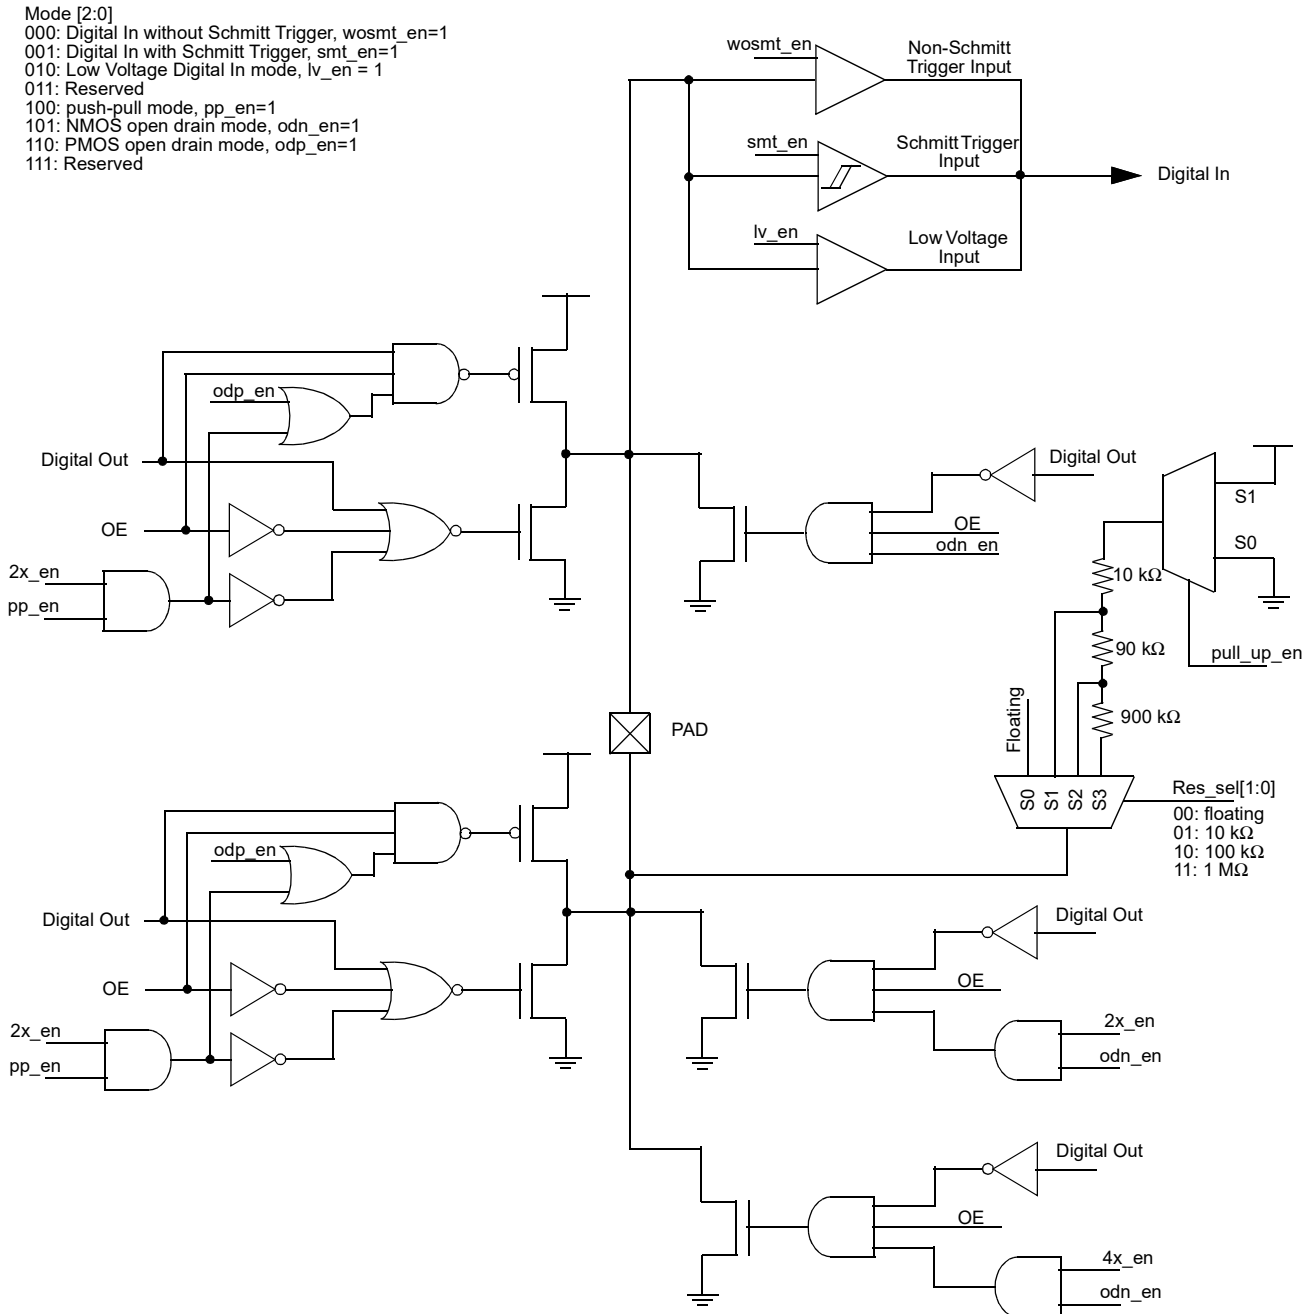 Mode [2:0]
000: Digital In without Schmitt Trigger, wosmt_en=1
001: Digital In with Schmitt Trigger, smt_en=1
010: Low Voltage Digital In mode, lv_en = 1
011: Reserved
100: push-pull mode, pp_en=1
101: NMOS open drain mode, odn_en=1
110: PMOS open drain mode, odp_en=1
111: Reserved
wosmt_en
Non-Schmitt
Trigger Input
smt_en
Schmitt Trigger
Input
Digital In
lv_en
Low Voltage
Input
odp_en
Digital Out
OE
2x_en
pp_en
Digital Out
OE
odn_en
S1
S0
10 kΩ
90 kΩ
pull_up_en
900 kΩ
Floating
S0
S1
S2
S3
Res_sel[1:0]
00: floating
01: 10 kΩ
10: 100 kΩ
11: 1 MΩ
PAD
odp_en
Digital Out
OE
2x_en
pp_en
Digital Out
OE
2x_en
odn_en
Digital Out
OE
4x_en
odn_en